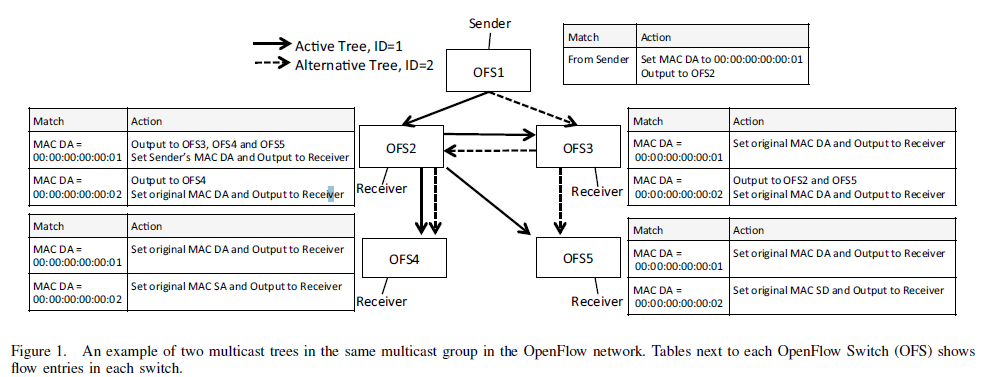 Sender
Active Tree, ID=1
Alternative Tree, ID=2
OFS1
Match Action
From Sender Set MAC DA to 00:00:00:00:00:01
Output to OFS2
Match Action
MAC DA = Output to OFS3, OFS4 and OFS5
00:00:00:00:00:01 Set Sender's MAC DA and Output to Receiver
MAC DA = Output to OFS4
00:00:00:00:00:02 Set original MAC DA and Output to Receiver
OFS2
Receiver
OFS3
Receiver
Match Action
MAC DA = Set original MAC DA and Output to Receiver
00:00:00:00:00:01
MAC DA = Output to OFS2 and OFS5
00:00:00:00:00:02 Set original MAC DA and Output to Receiver
Match Action
MAC DA = Set original MAC DA and Output to Receiver
00:00:00:00:00:01
MAC DA = Set original MAC SA and Output to Receiver
00:00:00:00:00:02
OFS4
Receiver
OFS5
Receiver
Match Action
MAC DA = Set original MAC DA and Output to Receiver
00:00:00:00:00:01
MAC DA = Set original MAC SD and Output to Receiver
00:00:00:00:00:02
Figure 1. An example of two multicast trees in the same multicast group in the OpenFlow network. Tables next to each OpenFlow Switch (OFS) shows
flow entries in each switch.